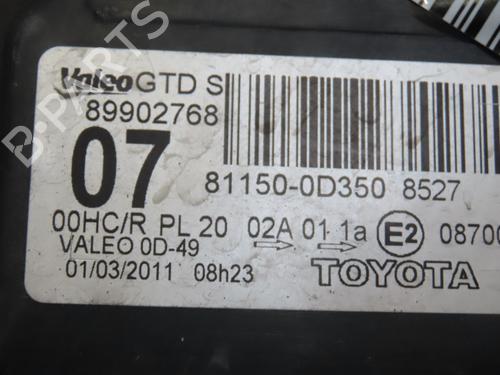 Valeo GTD S
89902768
07
81150-0D350 8527
00HC/R PL 20 02A 01 1a E2 08700
VALEO 0D-49
01/03/2011 08h23
TOYOTA
B-PARTS